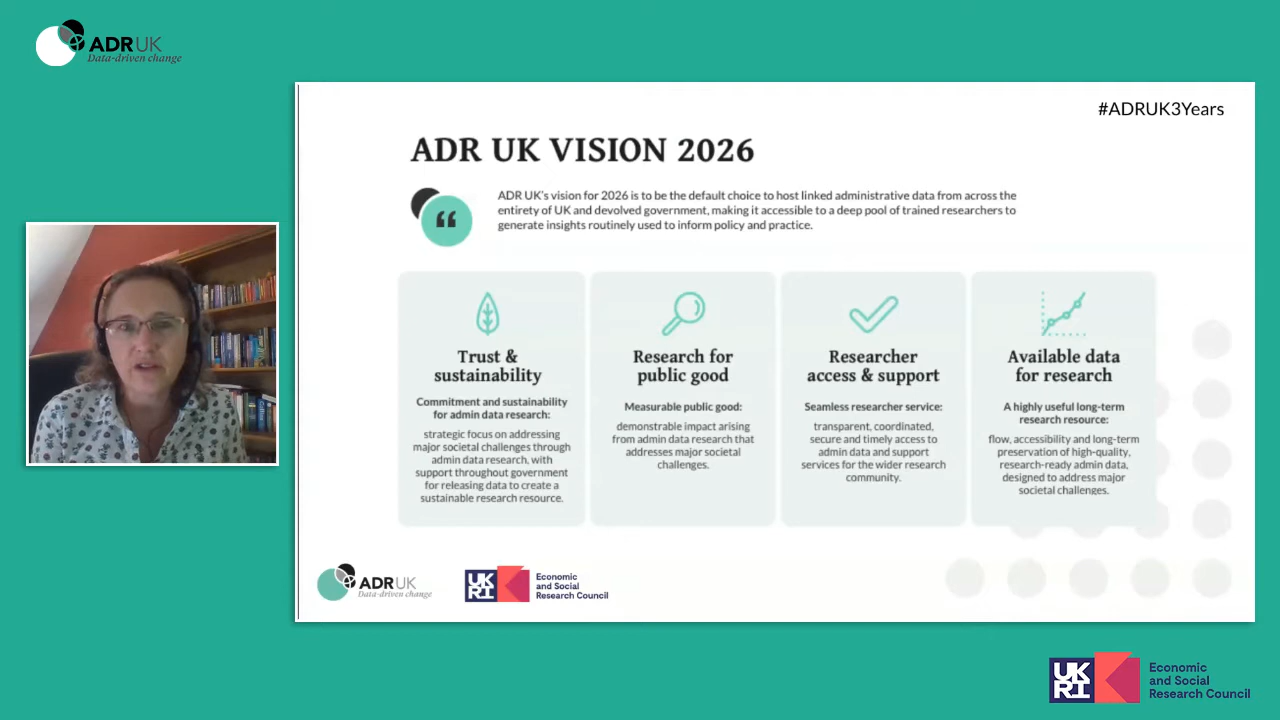 ADR UK
Data-driven change
#ADRUK3Years
ADR UK VISION 2026
ADR UK's vision for 2026 is to be the default choice to host linked administrative data from across the
entirety of UK and devolved government, making it accessible to a deep pool of trained researchers to
generate insights routinely used to inform policy and practice.
Trust &
sustainability
Commitment and sustainability
for admin data research:
strategic focus on addressing
major societal challenges through
admin data research, with
support throughout government
for releasing data to create a
sustainable research resource.
Research for
public good
Measurable public good:
demonstrable impact arising
from admin data research that
addresses major societal
challenges.
Researcher
access & support
Seamless researcher service:
transparent, coordinated,
secure and timely access to
admin data and support
services for the wider research
community.
Available data
for research
A highly useful long-term
research resource:
flow, accessibility and long-term
preservation of high-quality,
research-ready admin data,
designed to address major
societal challenges.
ADR UK
Data-driven change
UK
RI
Economic
and Social
Research Council
UK
RI
Economic
and Social
Research Council